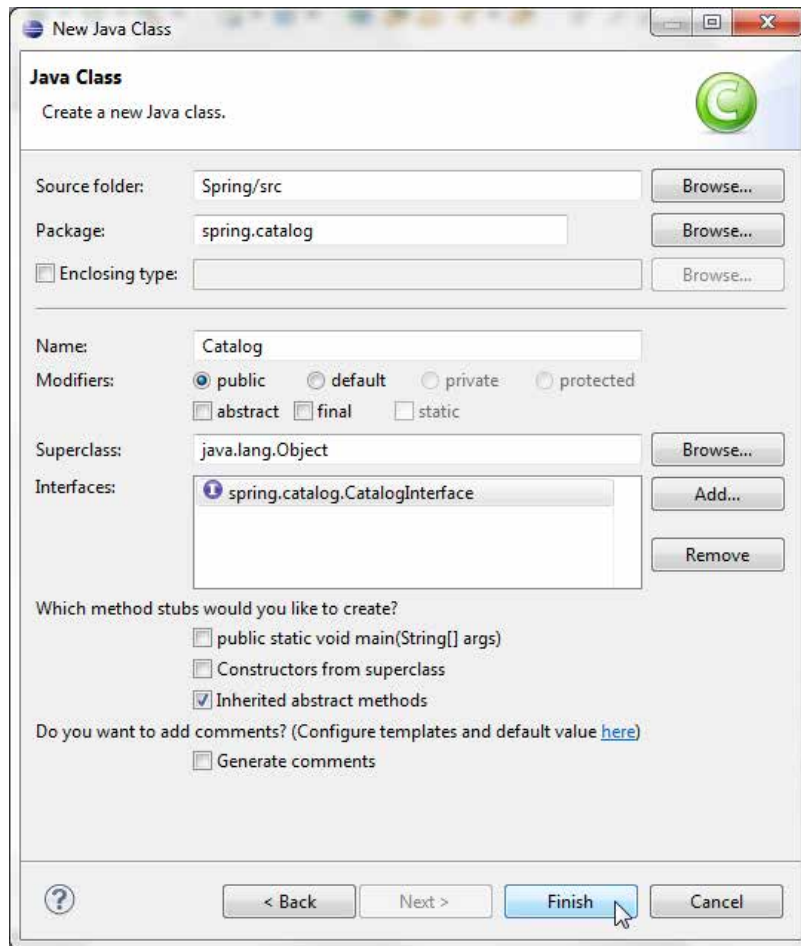 New Java Class
Java Class
Create a new Java class.
Source folder: Spring/src Browse...
Package: spring.catalog Browse...
Enclosing type: Browse...
Name: Catalog
Modifiers: public default private protected
abstract final static
Superclass: java.lang.Object Browse...
Interfaces: spring.catalog.CatalogInterface Add...
Remove
Which method stubs would you like to create?
public static void main(String[] args)
Constructors from superclass
Inherited abstract methods
Do you want to add comments? (Configure templates and default value here)
Generate comments
? < Back Next > Finish Cancel